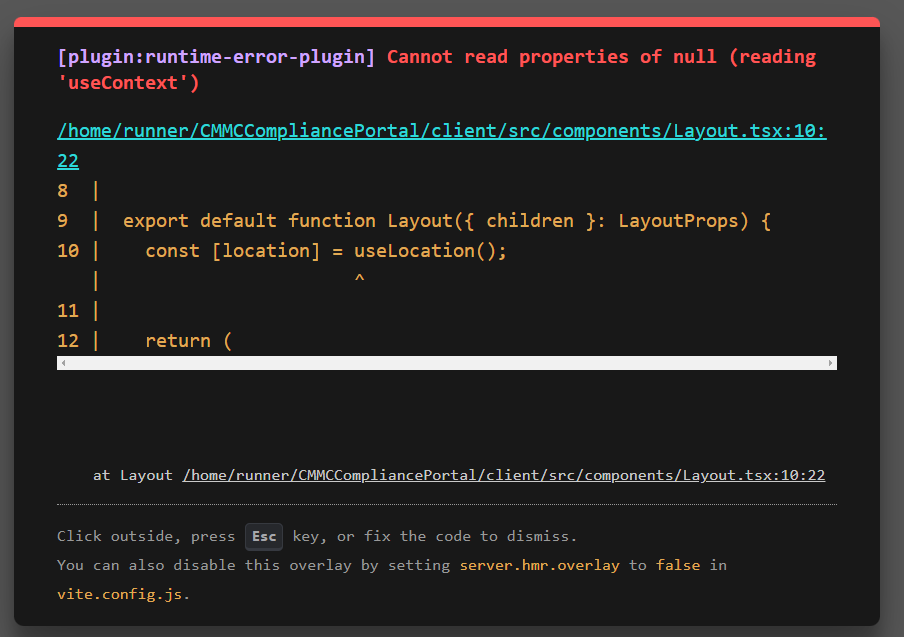 [plugin:runtime-error-plugin] Cannot read properties of null (reading
'useContext')
/home/runner/CMMCCompliancePortal/client/src/components/Layout.tsx:10:
22
8  |
9  |  export default function Layout({ children }: LayoutProps) {
10 |    const [location] = useLocation();
   |                       ^
11 |
12 |    return (
at Layout /home/runner/CMMCCompliancePortal/client/src/components/Layout.tsx:10:22
Click outside, press Esc key, or fix the code to dismiss.
You can also disable this overlay by setting server.hmr.overlay to false in
vite.config.js.